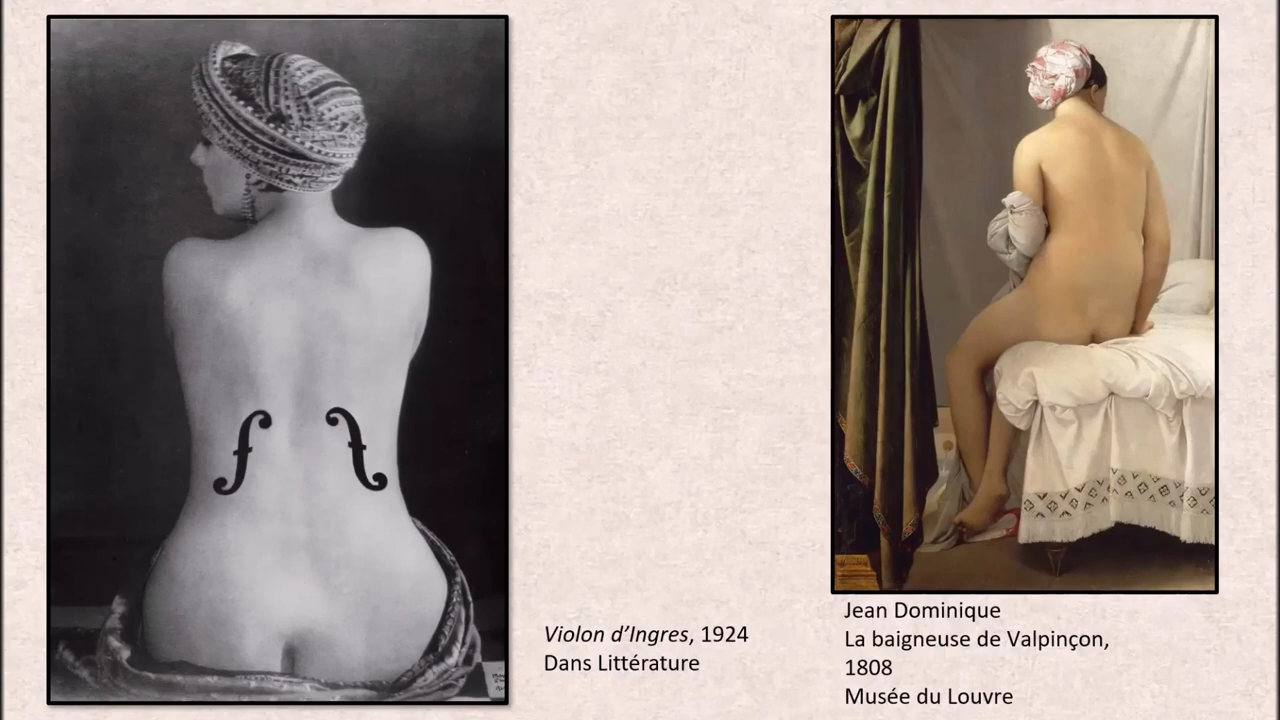 Violon d’Ingres, 1924
Dans Littérature
Jean Dominique
La baigneuse de Valpinçon,
1808
Musée du Louvre